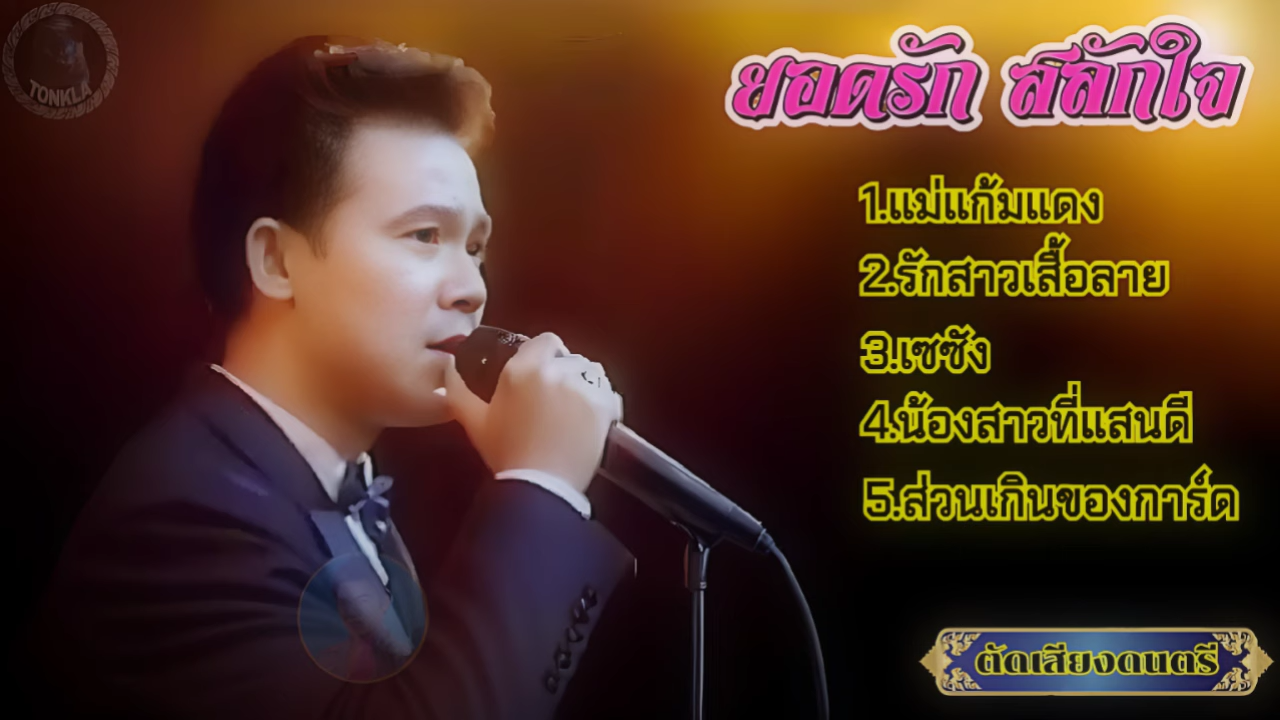 TONKLA
ยอดรัก สลักใจ
1.แม่แก้มแดง
2.รักสาวเสื้อลาย
3.เซซัง
4.น้องสาวที่แสนดี
5.ส่วนเกินของการ์ด
ตัดเสียงดนตรี